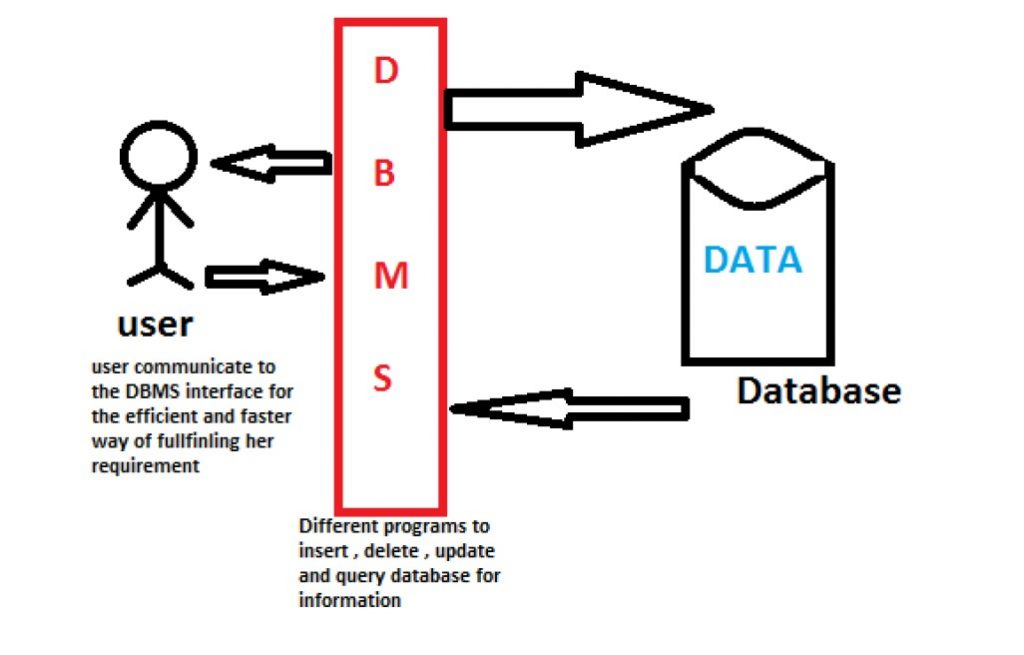 D
B
M
S
DATA
user
Database
user communicate to
the DBMS interface for
the efficient and faster
way of fullfinling her
requirement
Different programs to
insert , delete , update
and query database for
information